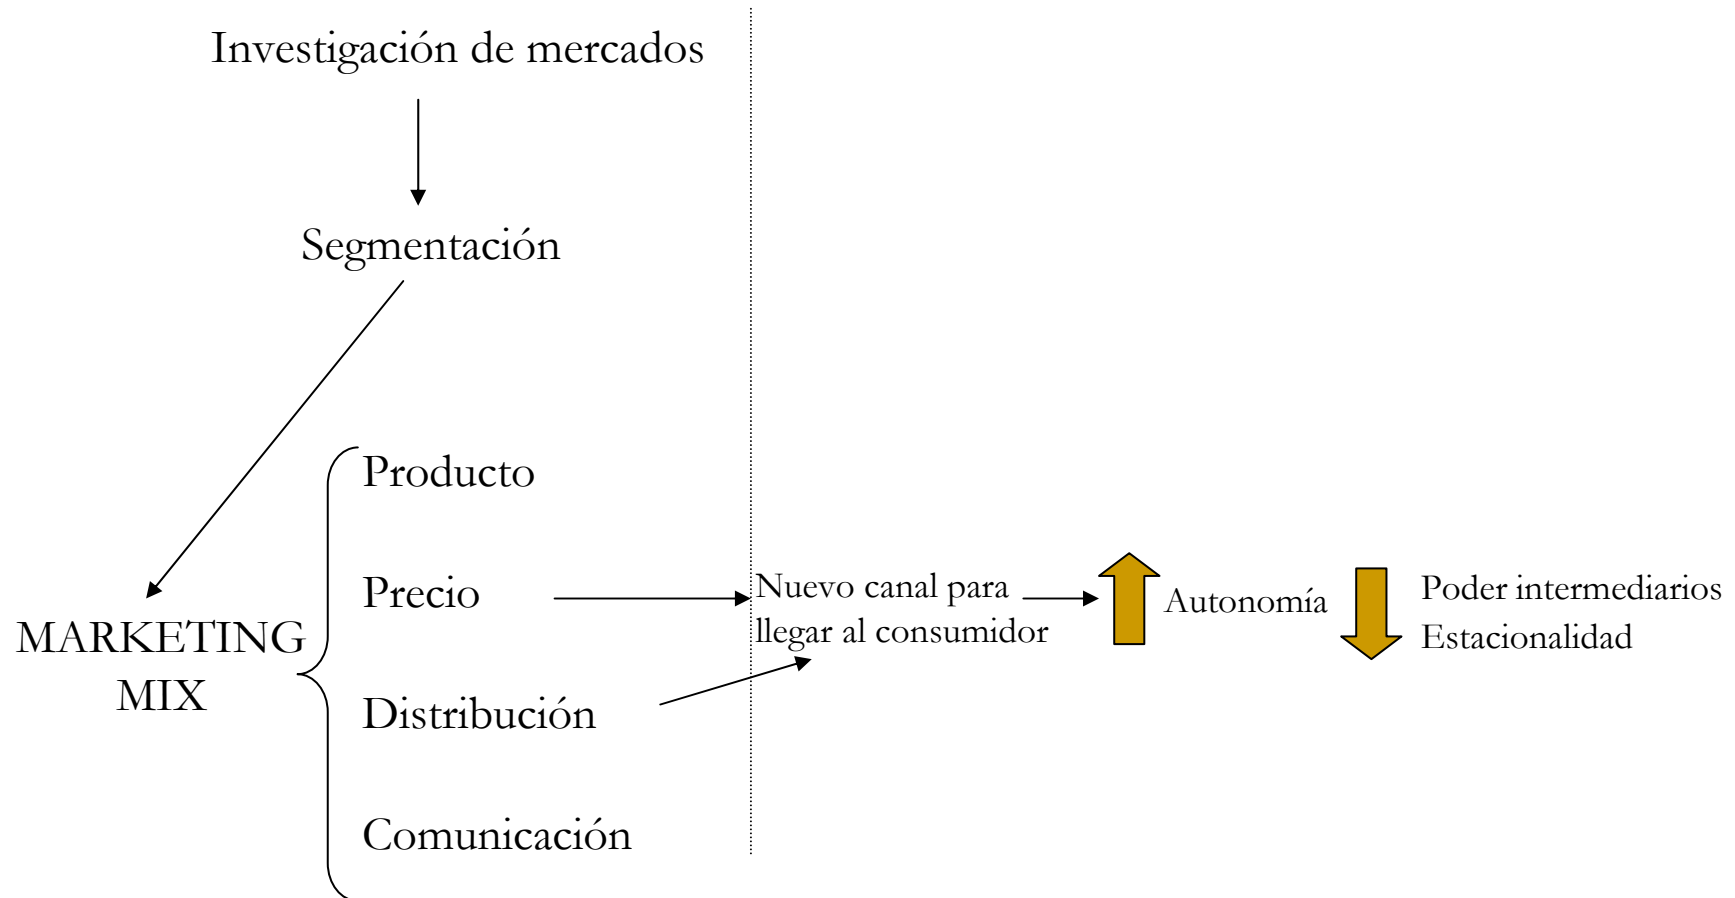 Investigación de mercados
Segmentación
MARKETING
MIX
Producto
Precio
Distribución
Comunicación
Nuevo canal para
llegar al consumidor
Autonomía
Poder intermediarios
Estacionalidad